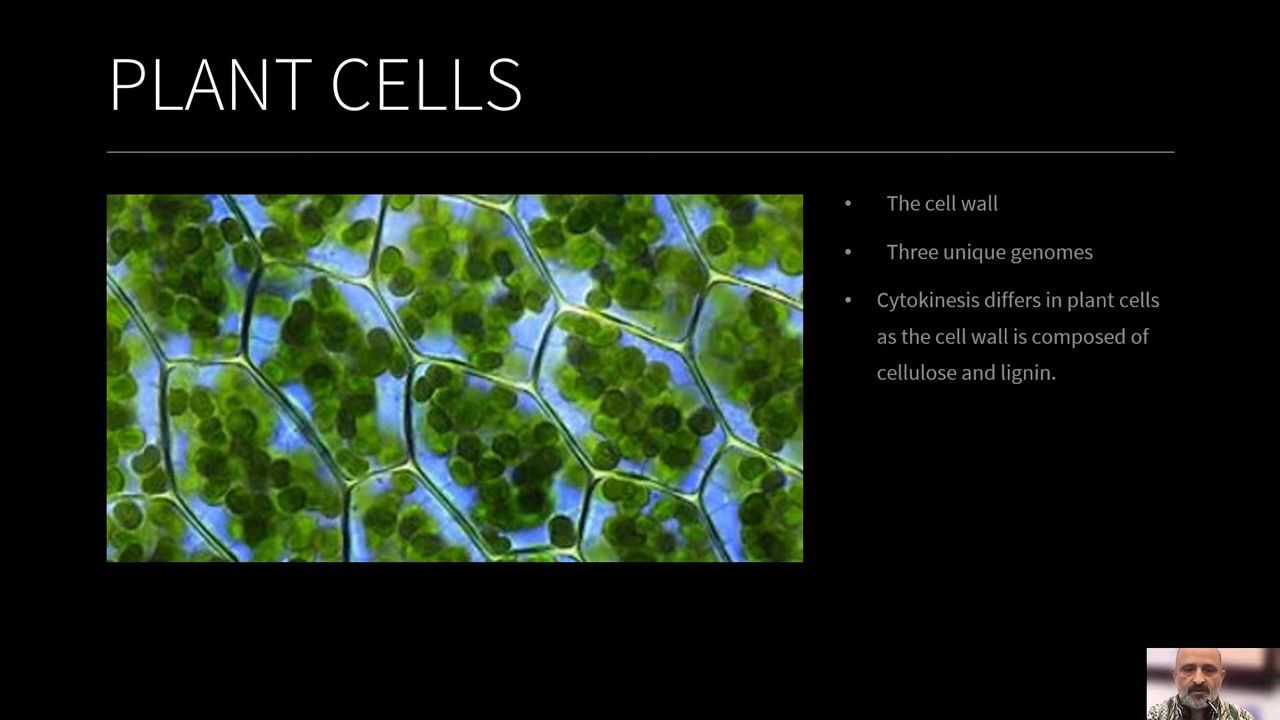 PLANT CELLS
• The cell wall
• Three unique genomes
• Cytokinesis differs in plant cells
as the cell wall is composed of
cellulose and lignin.